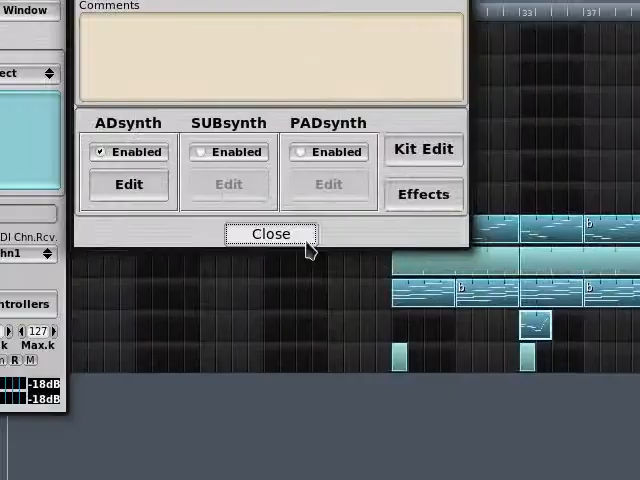 Comments
Window
33
37
ect
ADsynth SUBsynth PADsynth
Enabled Enabled Enabled
Kit Edit
Edit Edit Edit
Effects
Close
b
DI Chn.Rcv.
hn1
b
ntrollers
127
k Max.k
R M
-18dB
-18dB